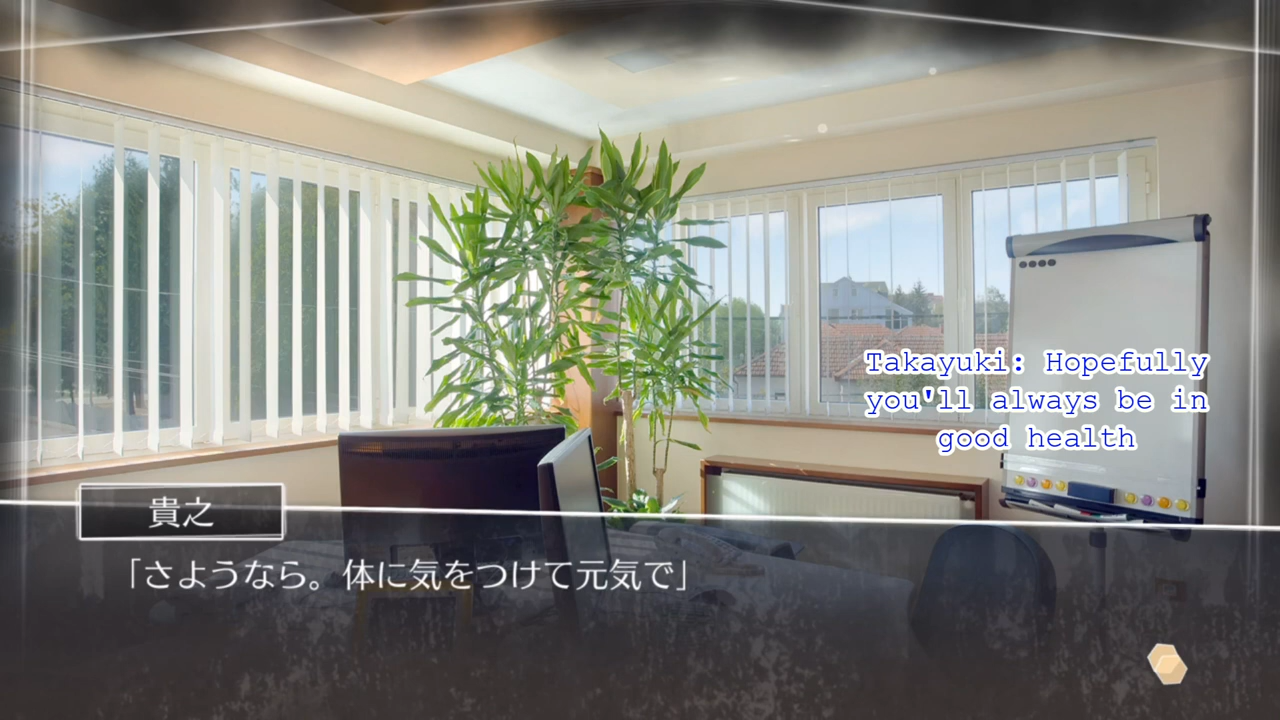 Takayuki: Hopefully
you'll always be in
good health
貴之
「さようなら。体に気をつけて元気で」